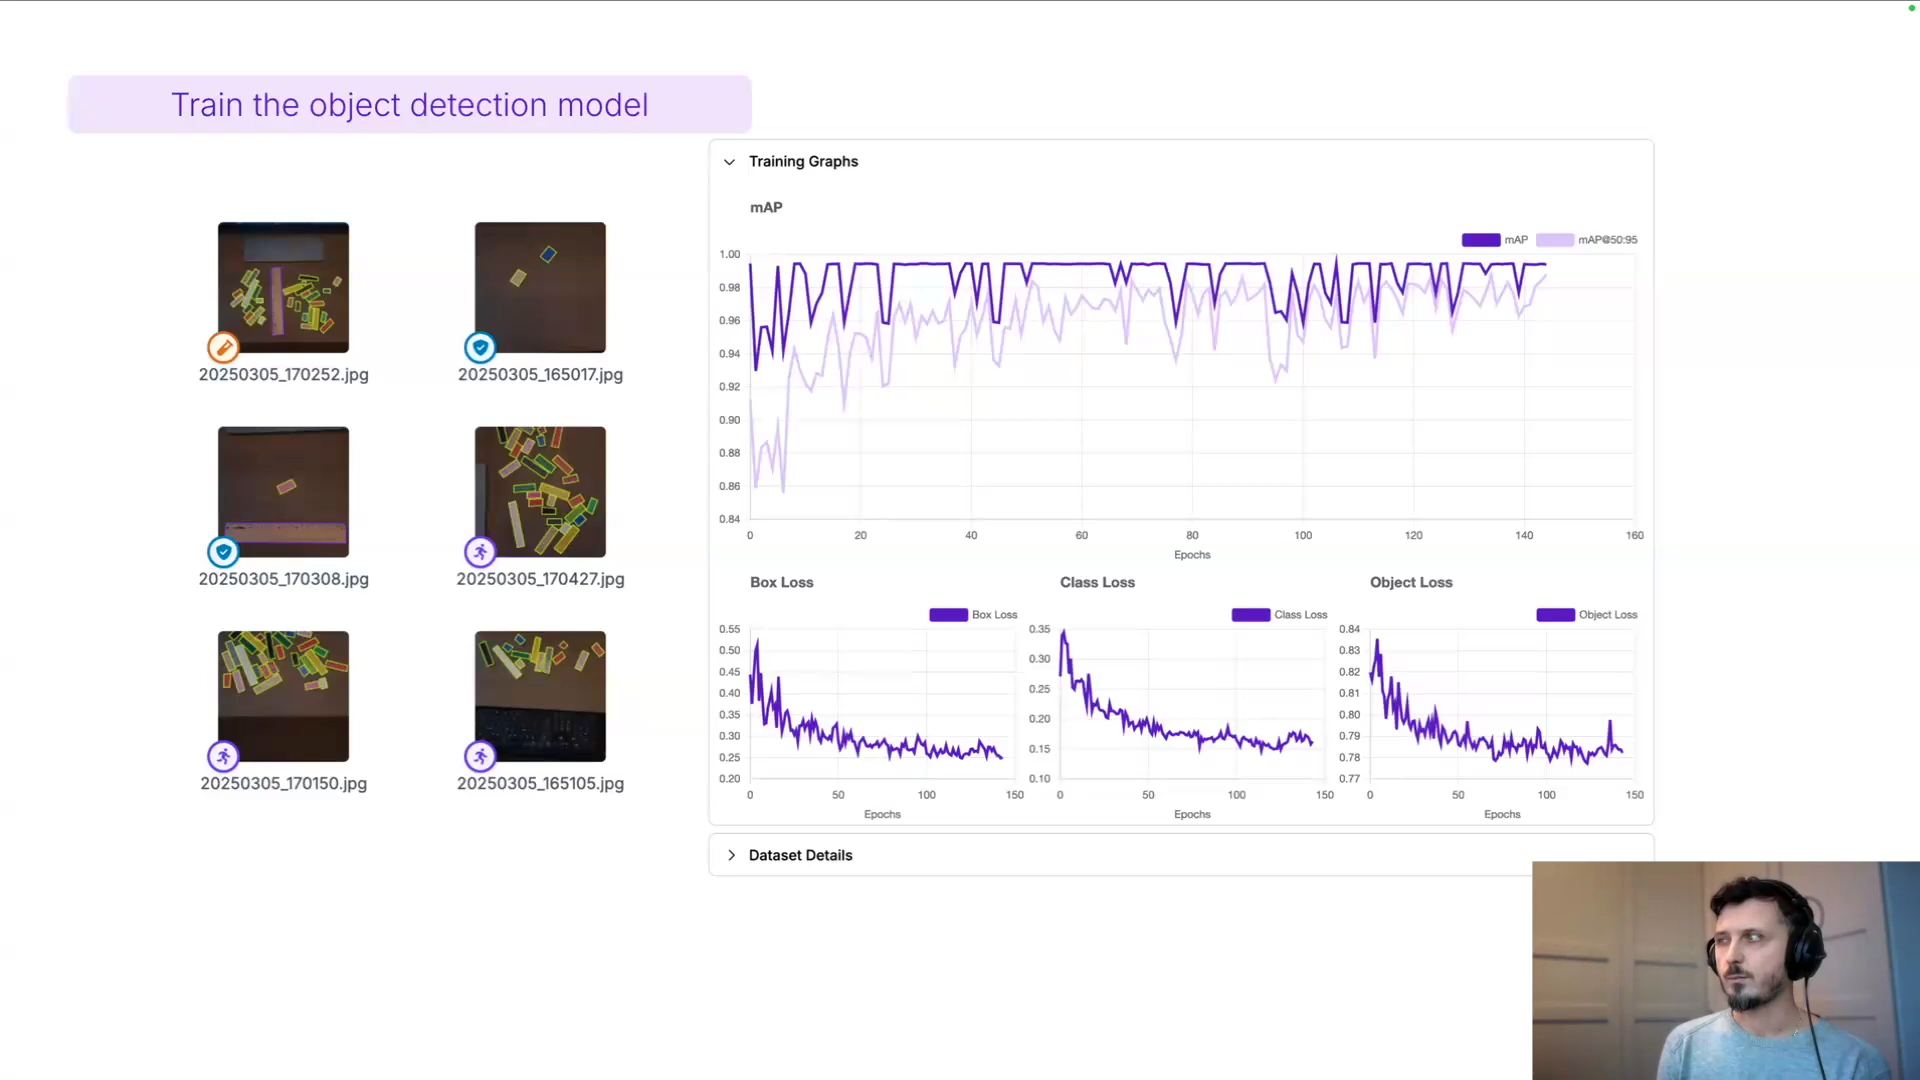 Train the object detection model
20250305_170252.jpg
20250305_165017.jpg
20250305_170308.jpg
20250305_170427.jpg
20250305_170150.jpg
20250305_165105.jpg
Training Graphs
mAP
mAP mAP@50:95
1.00
0.98
0.96
0.94
0.92
0.90
0.88
0.86
0.84
0 20 40 60 80 100 120 140 160
Epochs
Box Loss
Box Loss
0.55
0.50
0.45
0.40
0.35
0.30
0.25
0.20
0 50 100 150
Epochs
Class Loss
Class Loss
0.35
0.30
0.25
0.20
0.15
0.10
0 50 100 150
Epochs
Object Loss
Object Loss
0.84
0.83
0.82
0.81
0.80
0.79
0.78
0.77
0 50 100 150
Epochs
Dataset Details